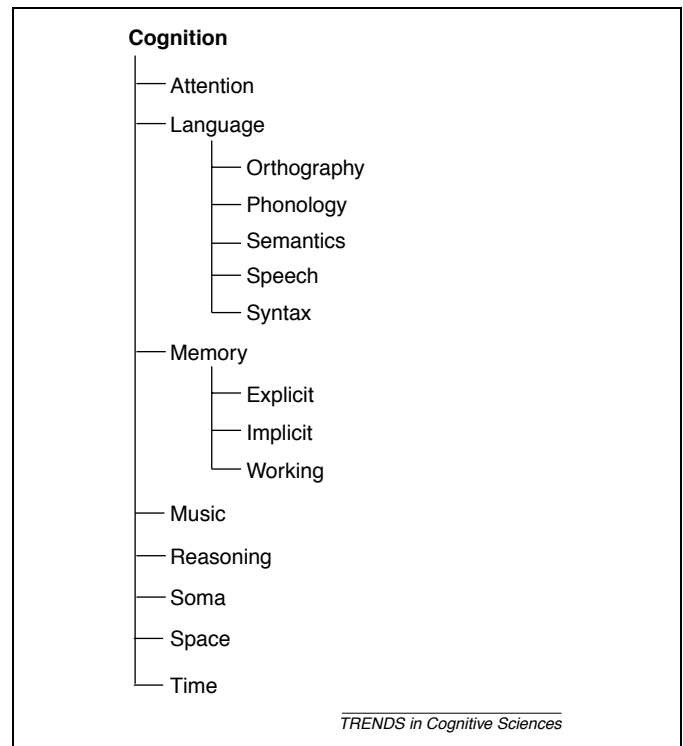 Cognition
Attention
Language
Orthography
Phonology
Semantics
Speech
Syntax
Memory
Explicit
Implicit
Working
Music
Reasoning
Soma
Space
Time
TRENDS in Cognitive Sciences